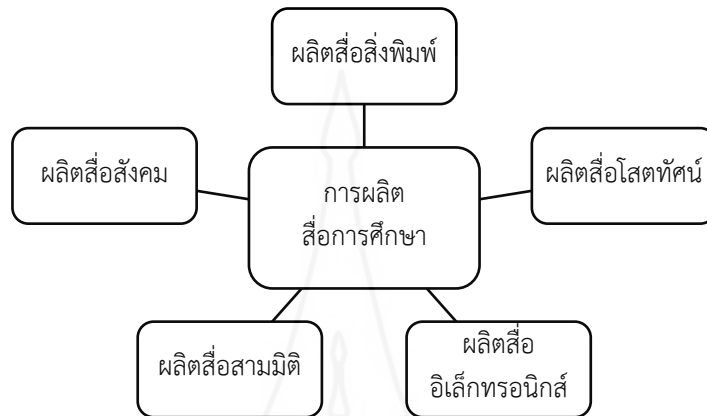 ผลิตสื่อสิ่งพิมพ์
ผลิตสื่อสังคม
ผลิตสื่อโสตทัศน์
การผลิต
สื่อการศึกษา
ผลิตสื่อสามมิติ
ผลิตสื่อ
อิเล็กทรอนิกส์